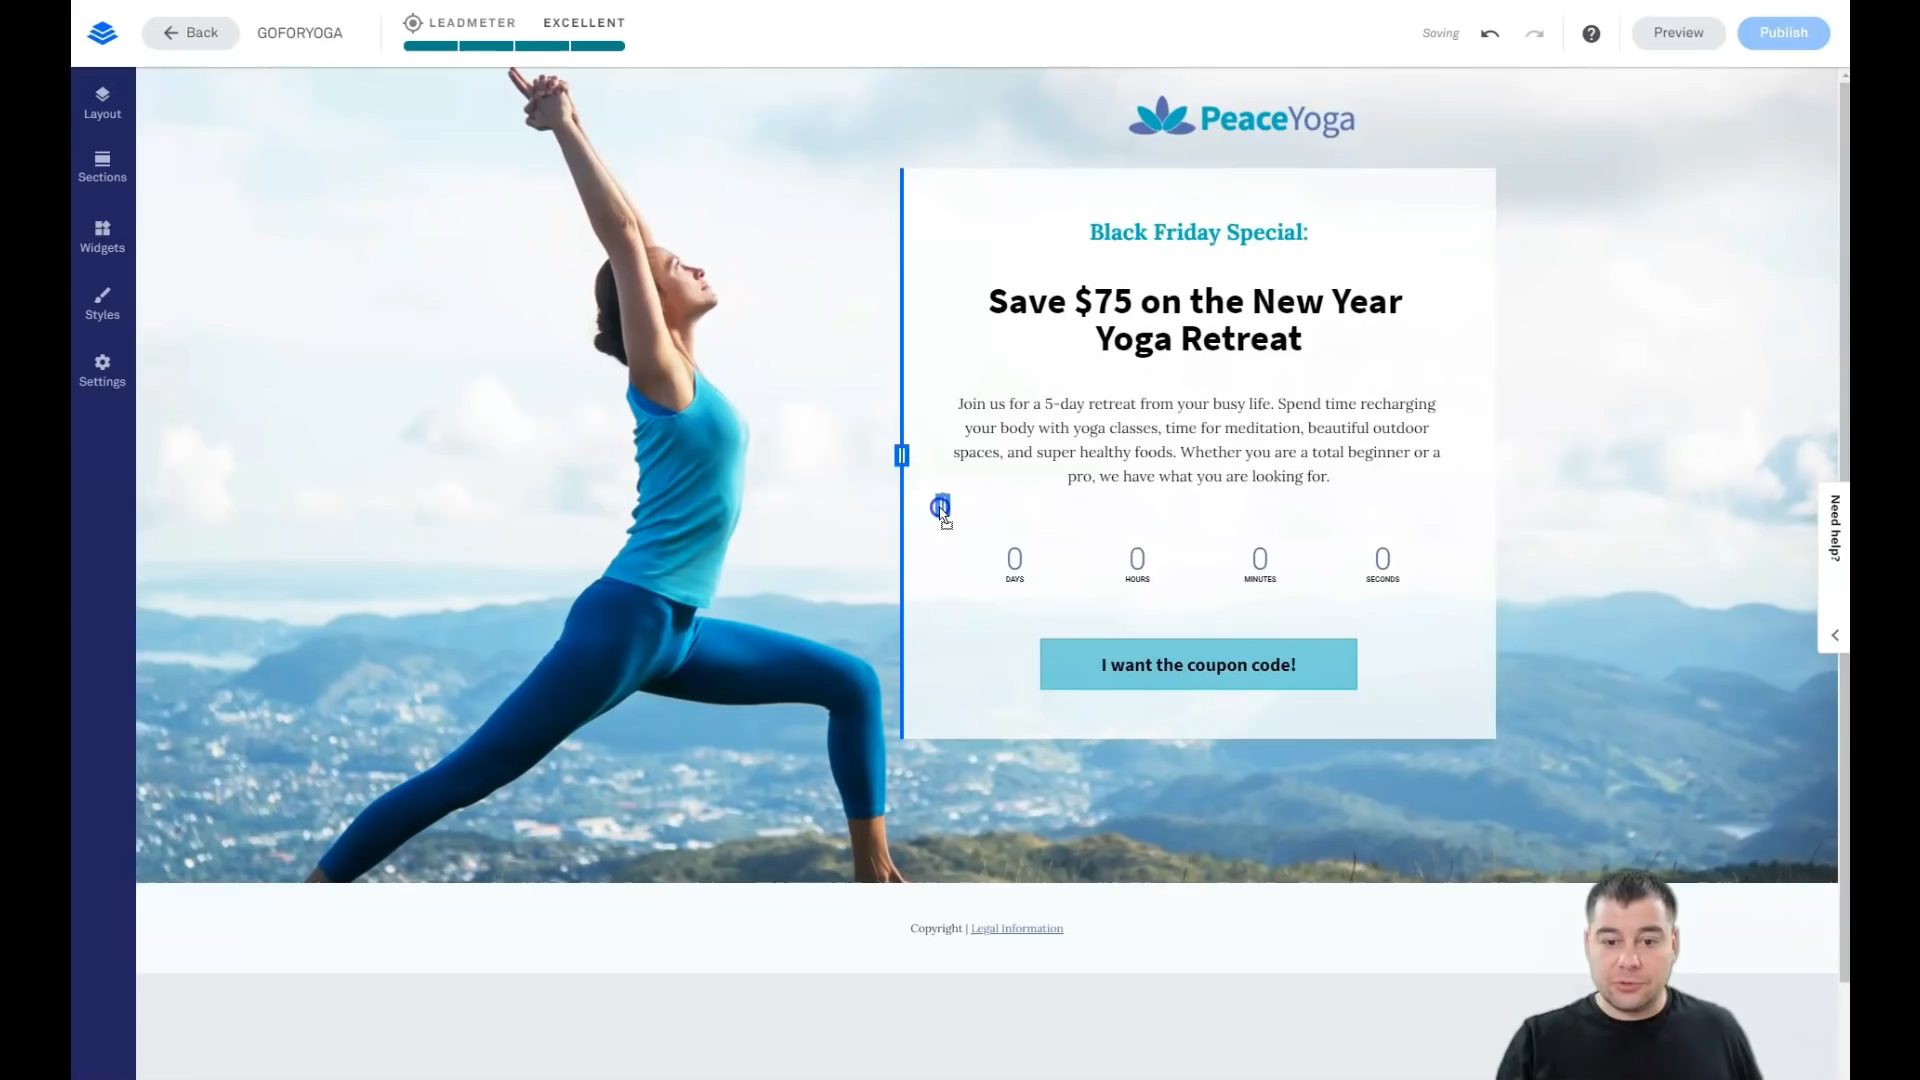 Back
GOFORYOGA
LEADMETER EXCELLENT
Saving
Preview
Publish
Layout
Sections
Widgets
Styles
Settings
PeaceYoga
Black Friday Special:
Save $75 on the New Year
Yoga Retreat
Join us for a 5-day retreat from your busy life. Spend time recharging
your body with yoga classes, time for meditation, beautiful outdoor
spaces, and super healthy foods. Whether you are a total beginner or a
pro, we have what you are looking for.
0 0 0 0
DAYS HOURS MINUTES SECONDS
I want the coupon code!
Need help?
Copyright | Legal Information